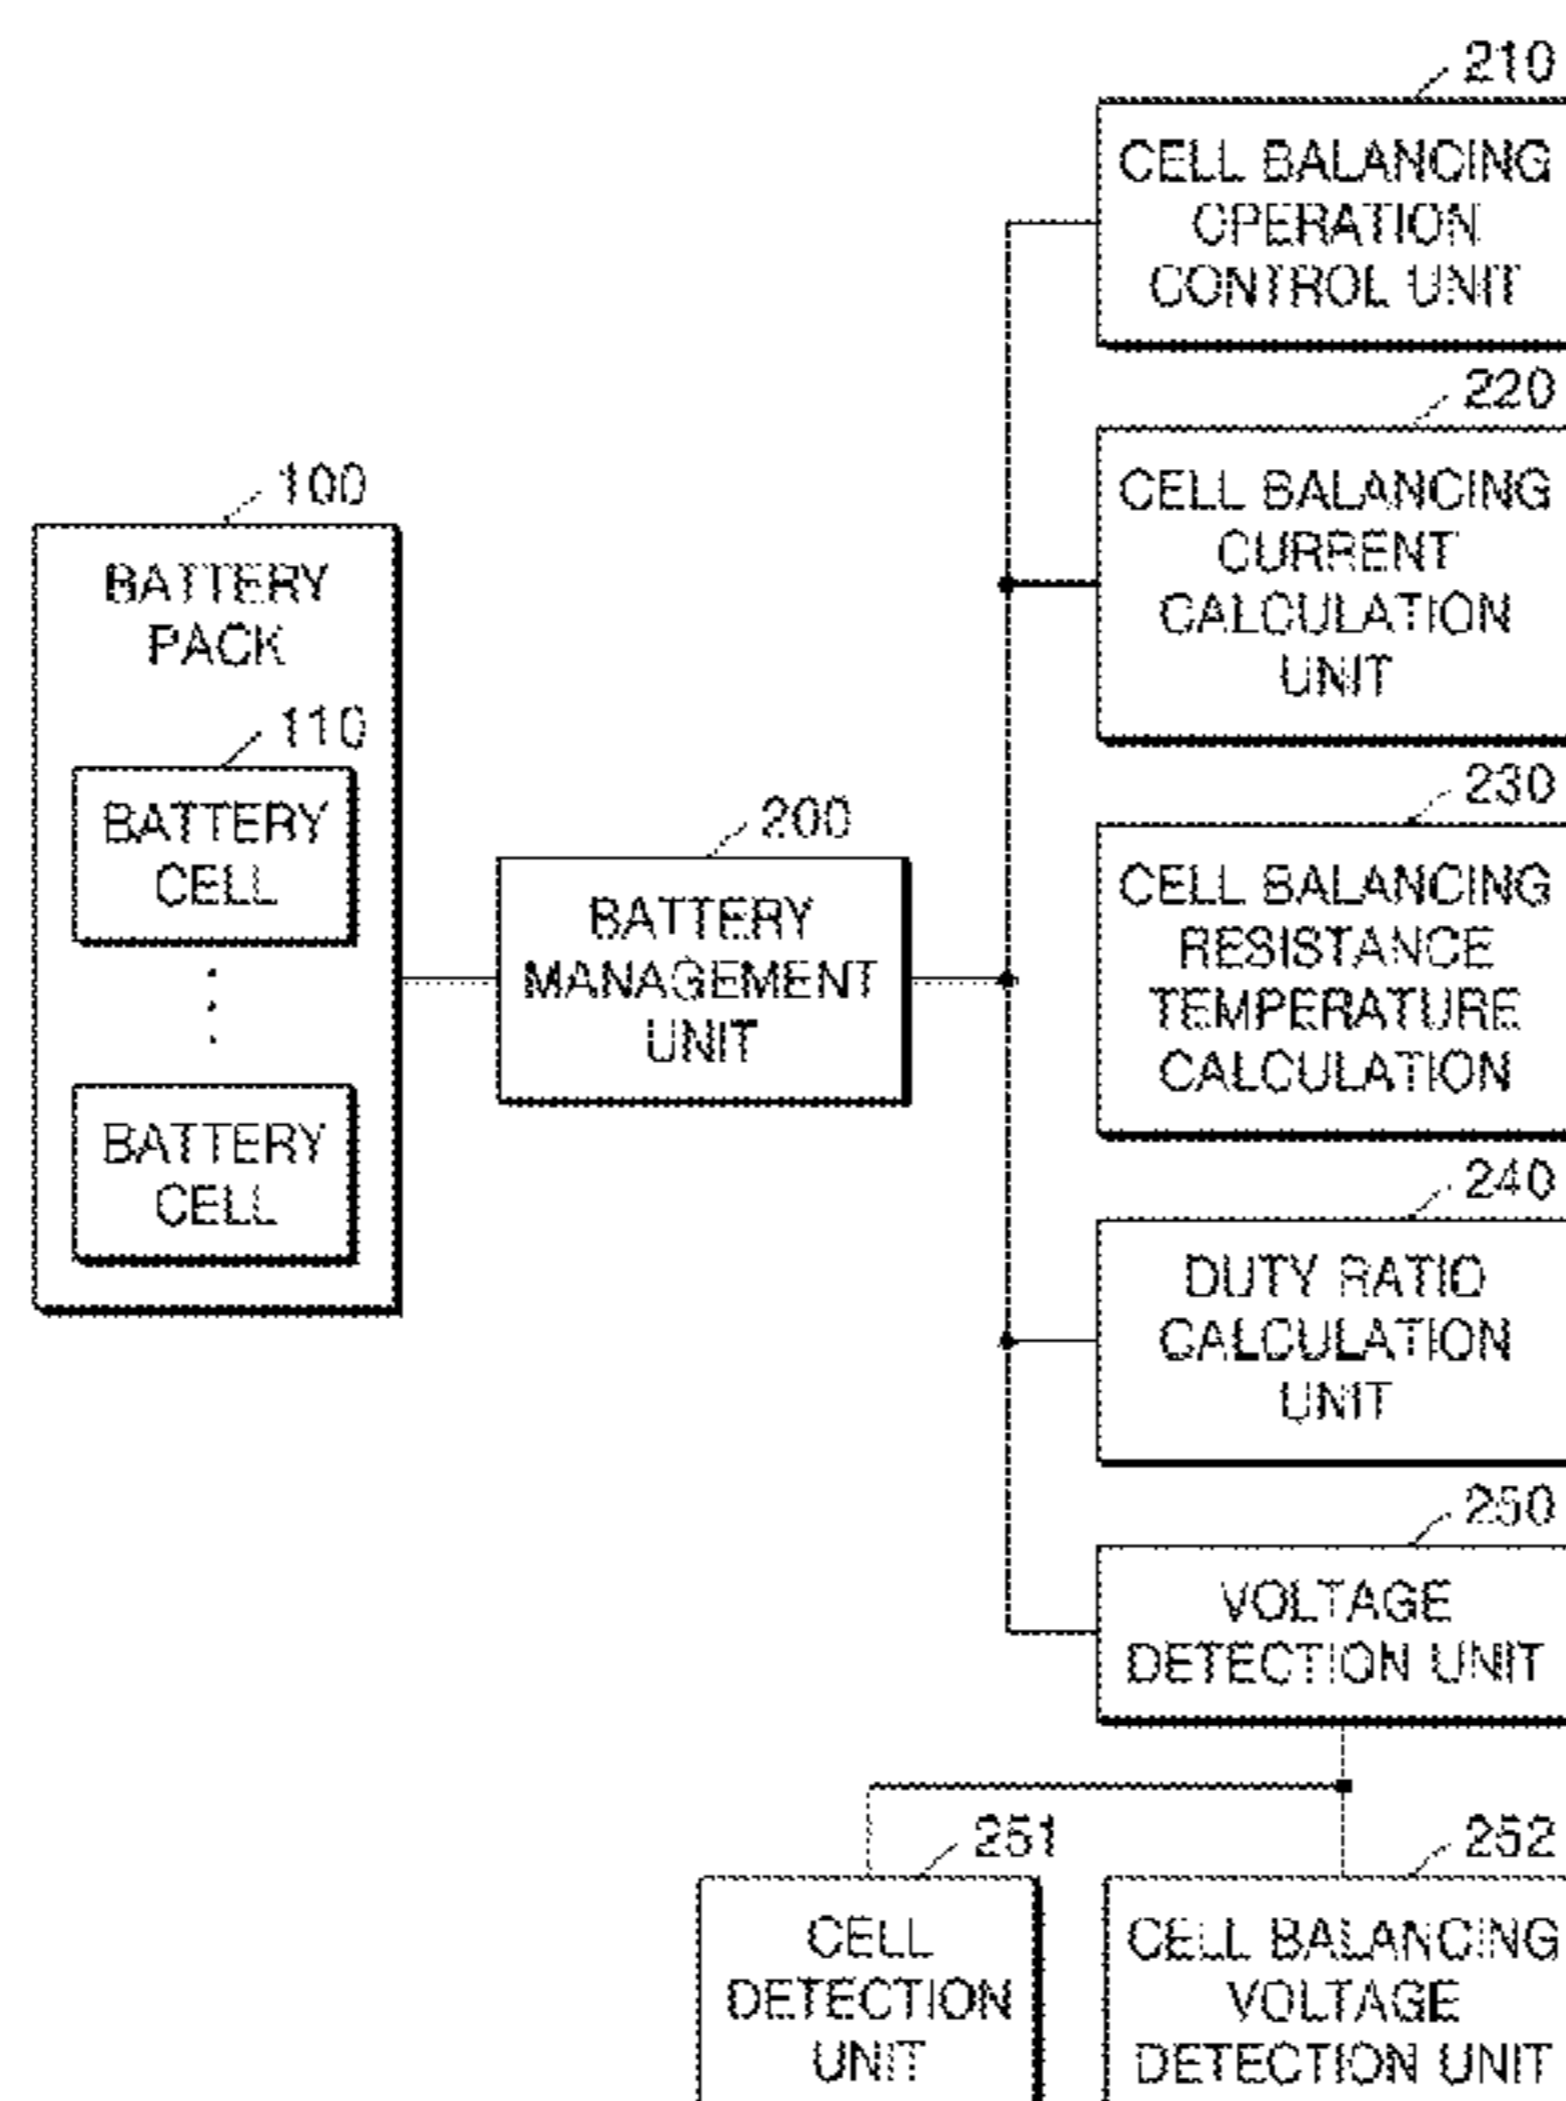 210
CELL BALANCING
OPERATION
CONTROL UNIT
220
CELL BALANCING
CURRENT
CALCULATION
UNIT
100
BATTERY
PACK
110
BATTERY
CELL
BATTERY
CELL
200
BATTERY
MANAGEMENT
UNIT
230
CELL BALANCING
RESISTANCE
TEMPERATURE
CALCULATION
240
DUTY RATIO
CALCULATION
UNIT
250
VOLTAGE
DETECTION UNIT
251
CELL
DETECTION
UNIT
252
CELL BALANCING
VOLTAGE
DETECTION UNIT